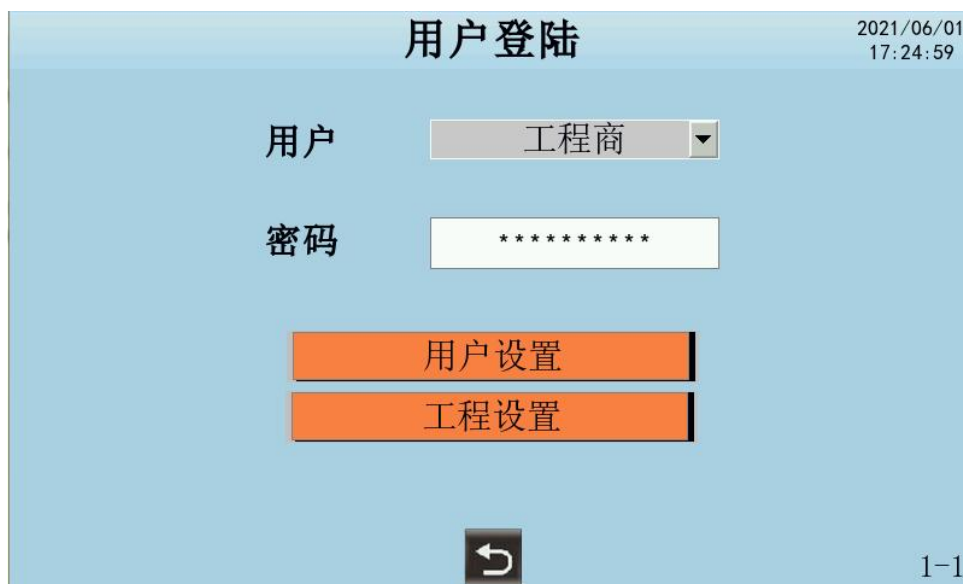 用户登陆
2021/06/01
17:24:59
用户
工程商
密码
**********
用户设置
工程设置
1-1